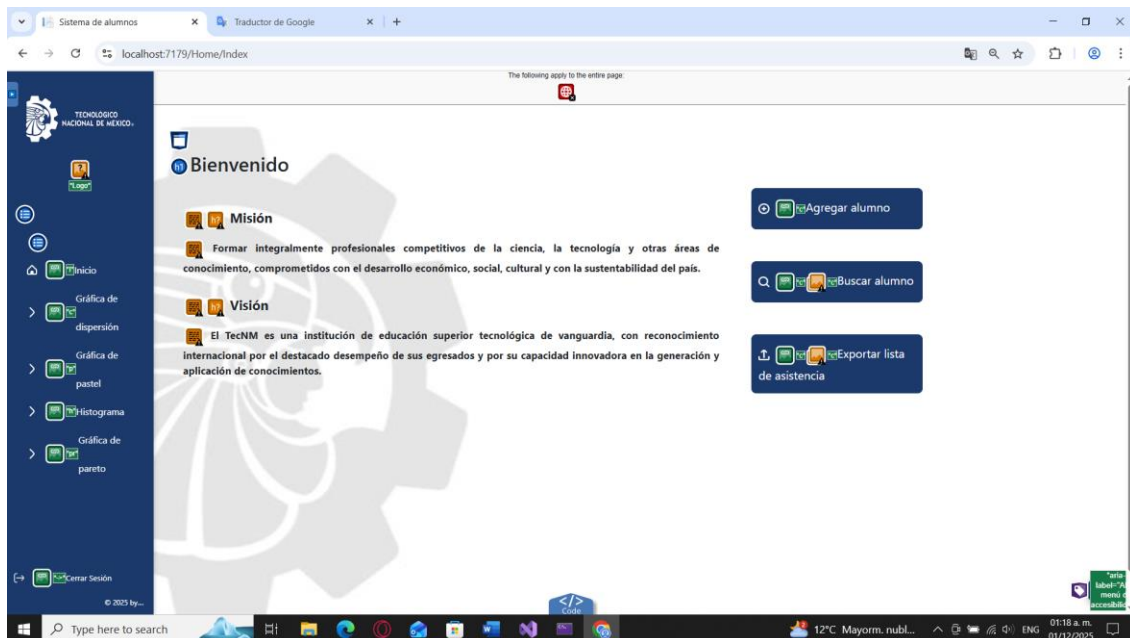 Sistema de alumnos
Traductor de Google
localhost:7179/Home/Index
The following apply to the entire page:
TECNOLÓGICO
NACIONAL DE MÉXICO
"Logo"
Inicio
Gráfica de
dispersión
Gráfica de
pastel
Histograma
Gráfica de
pareto
Cerrar Sesión
© 2025 by...
h1 Bienvenido
h? Misión
Formar integralmente profesionales competitivos de la ciencia, la tecnología y otras áreas de
conocimiento, comprometidos con el desarrollo económico, social, cultural y con la sustentabilidad del país.
h? Visión
El TecNM es una institución de educación superior tecnológica de vanguardia, con reconocimiento
internacional por el destacado desempeño de sus egresados y por su capacidad innovadora en la generación y
aplicación de conocimientos.
Agregar alumno
Buscar alumno
Exportar lista
de asistencia
</>
Code
"aria-
label="A
menú d
accesibilid
Type here to search
12°C Mayorm. nubl...
ENG
01:18 a. m.
01/12/2025